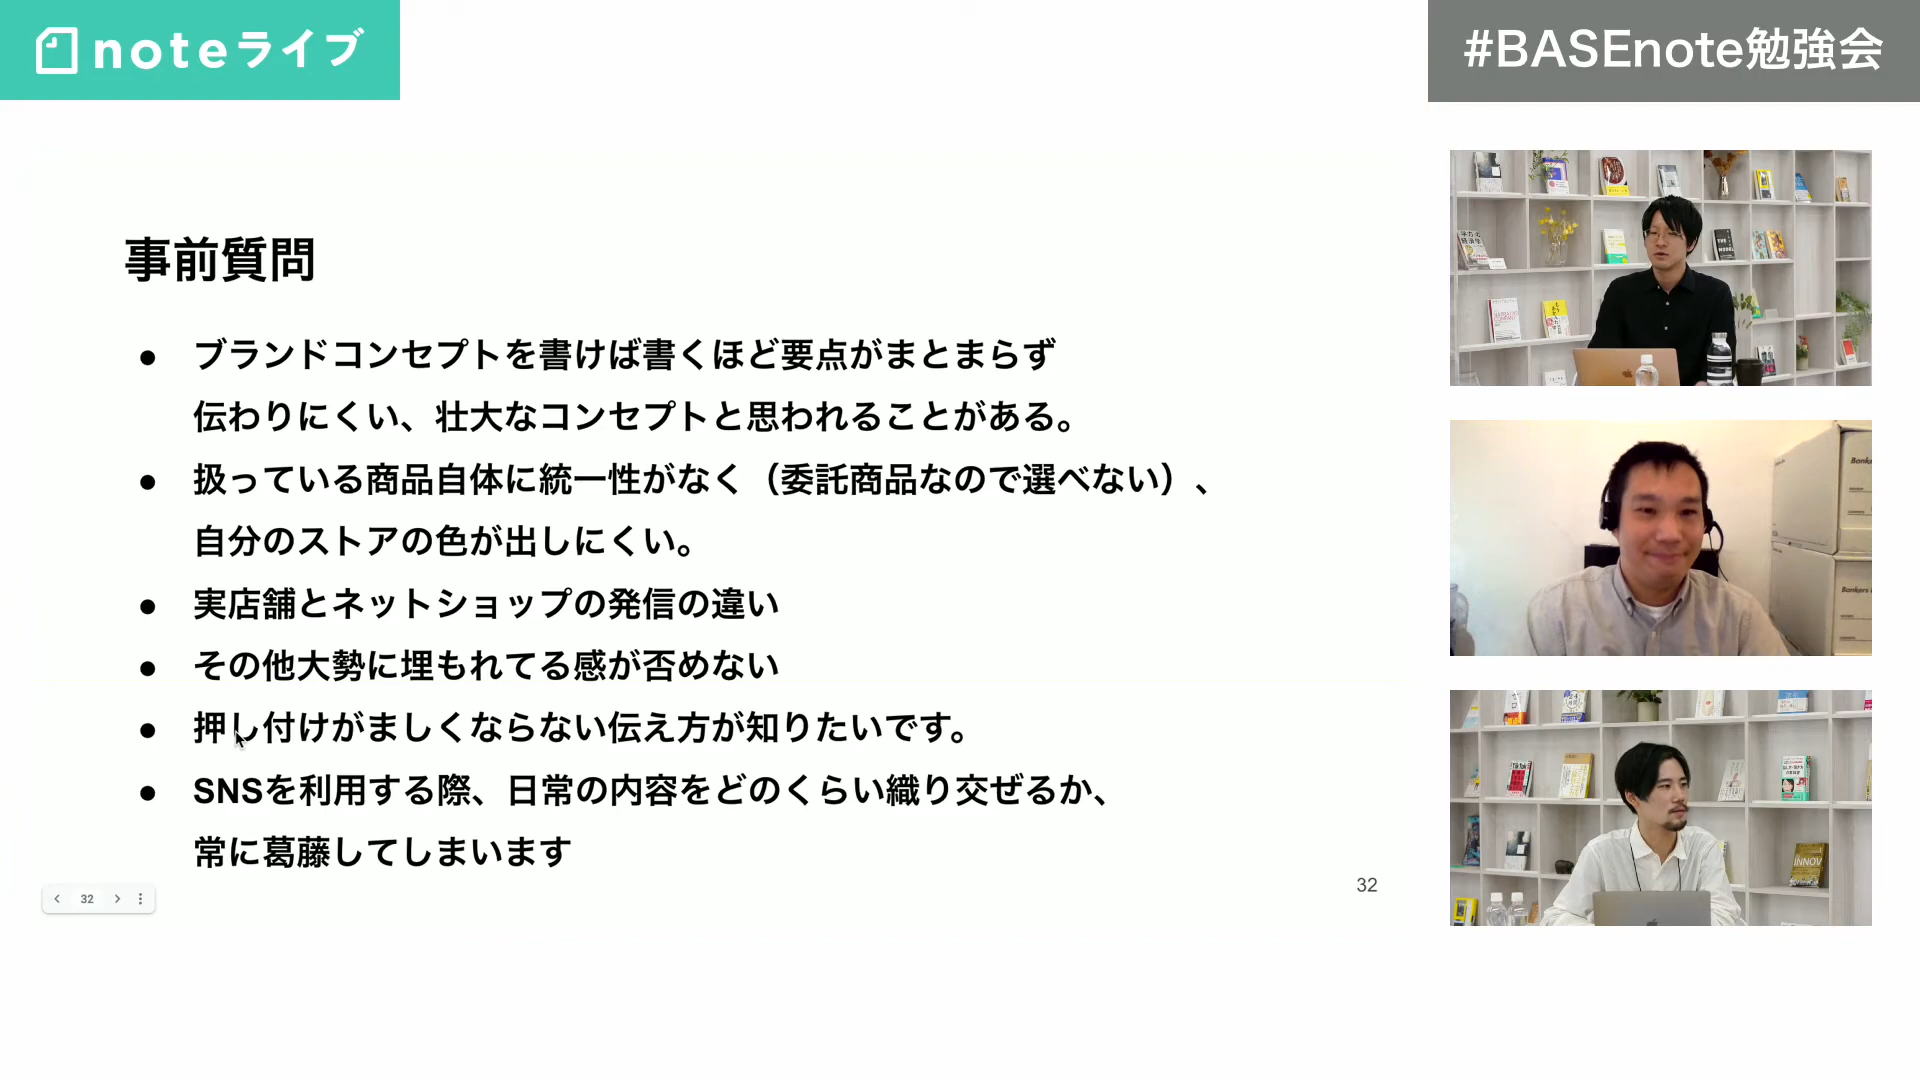 noteライブ
#BASEnote勉強会
事前質問
● ブランドコンセプトを書けば書くほど要点がまとまらず
伝わりにくい、壮大なコンセプトと思われることがある。
● 扱っている商品自体に統一性がなく（委託商品なので選べない）、
自分のストアの色が出しにくい。
● 実店舗とネットショップの発信の違い
● その他大勢に埋もれてる感が否めない
● 押し付けがましくならない伝え方が知りたいです。
● SNSを利用する際、日常の内容をどのくらい織り交ぜるか、
常に葛藤してしまいます
32
32
THE MODEL
Bankers
INNOV